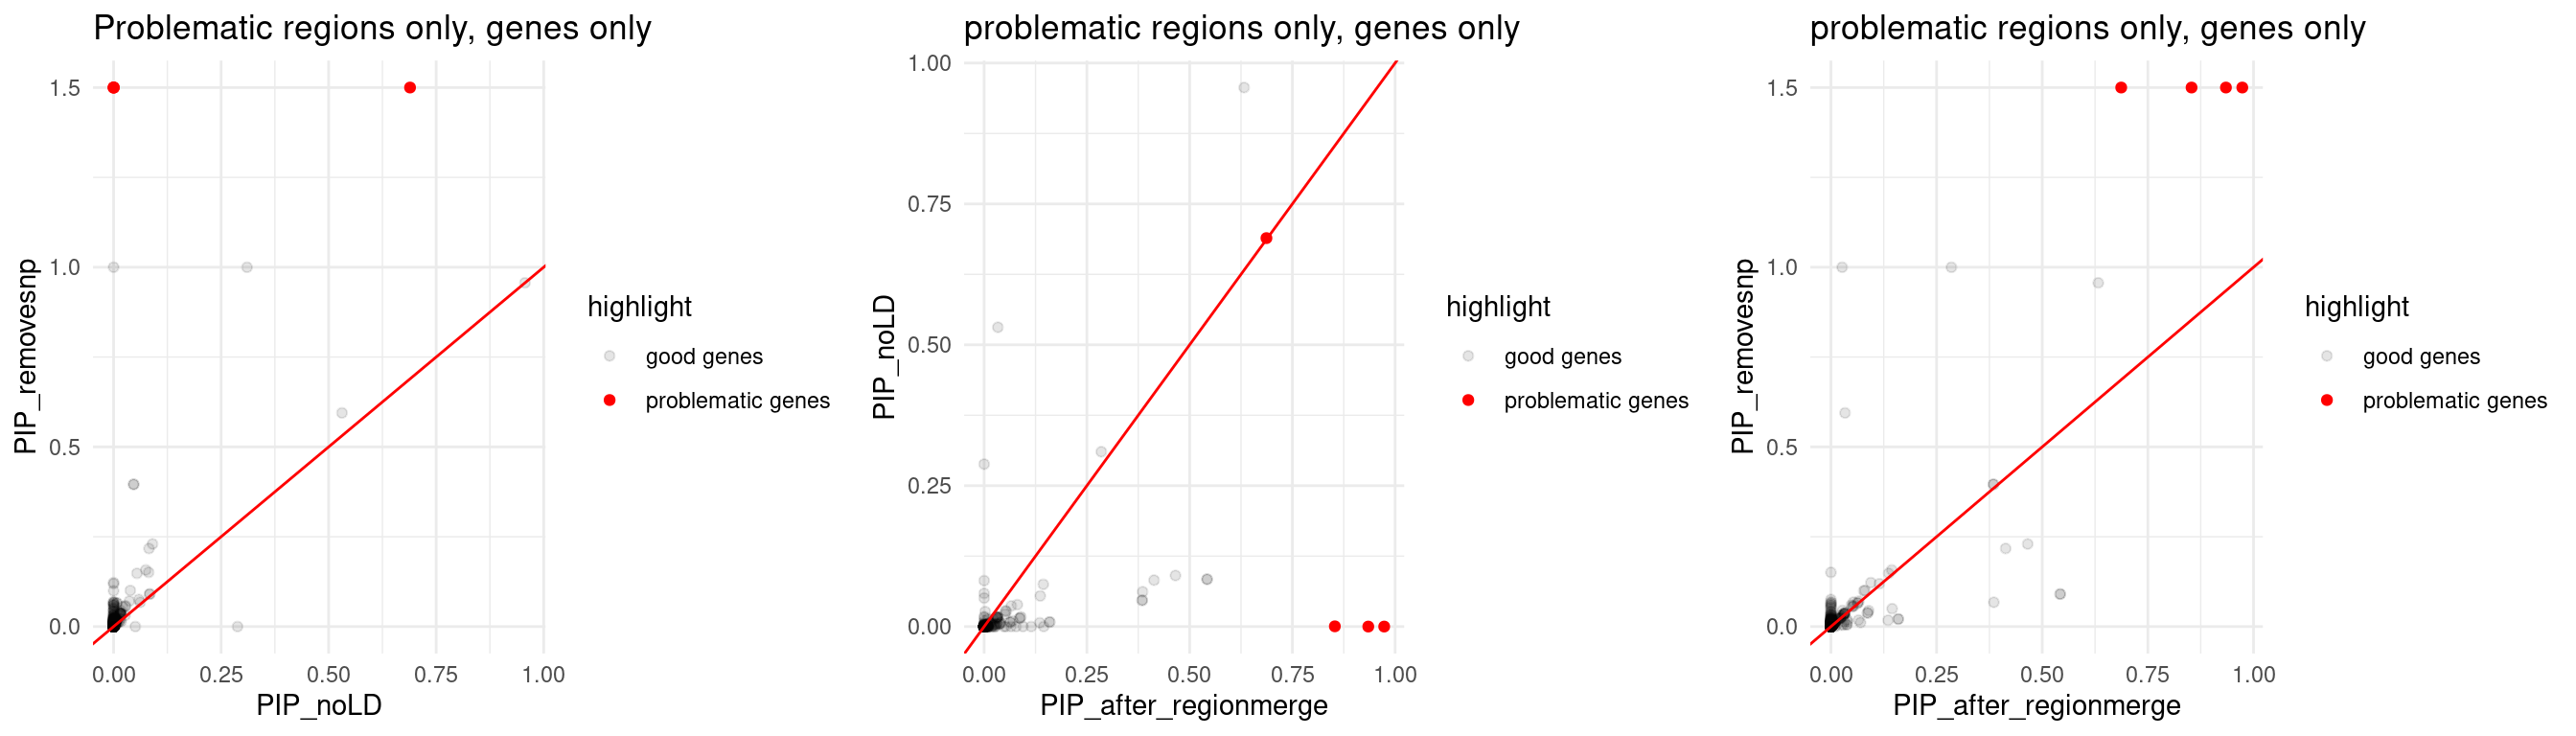 Problematic regions only, genes only
PIP_removesnp
1.5
1.0
0.5
0.0
0.00 0.25 0.50 0.75 1.00
PIP_noLD
highlight
good genes
problematic genes
problematic regions only, genes only
PIP_noLD
1.00
0.75
0.50
0.25
0.00
0.00 0.25 0.50 0.75 1.00
PIP_after_regionmerge
highlight
good genes
problematic genes
problematic regions only, genes only
PIP_removesnp
1.5
1.0
0.5
0.0
0.00 0.25 0.50 0.75 1.00
PIP_after_regionmerge
highlight
good genes
problematic genes